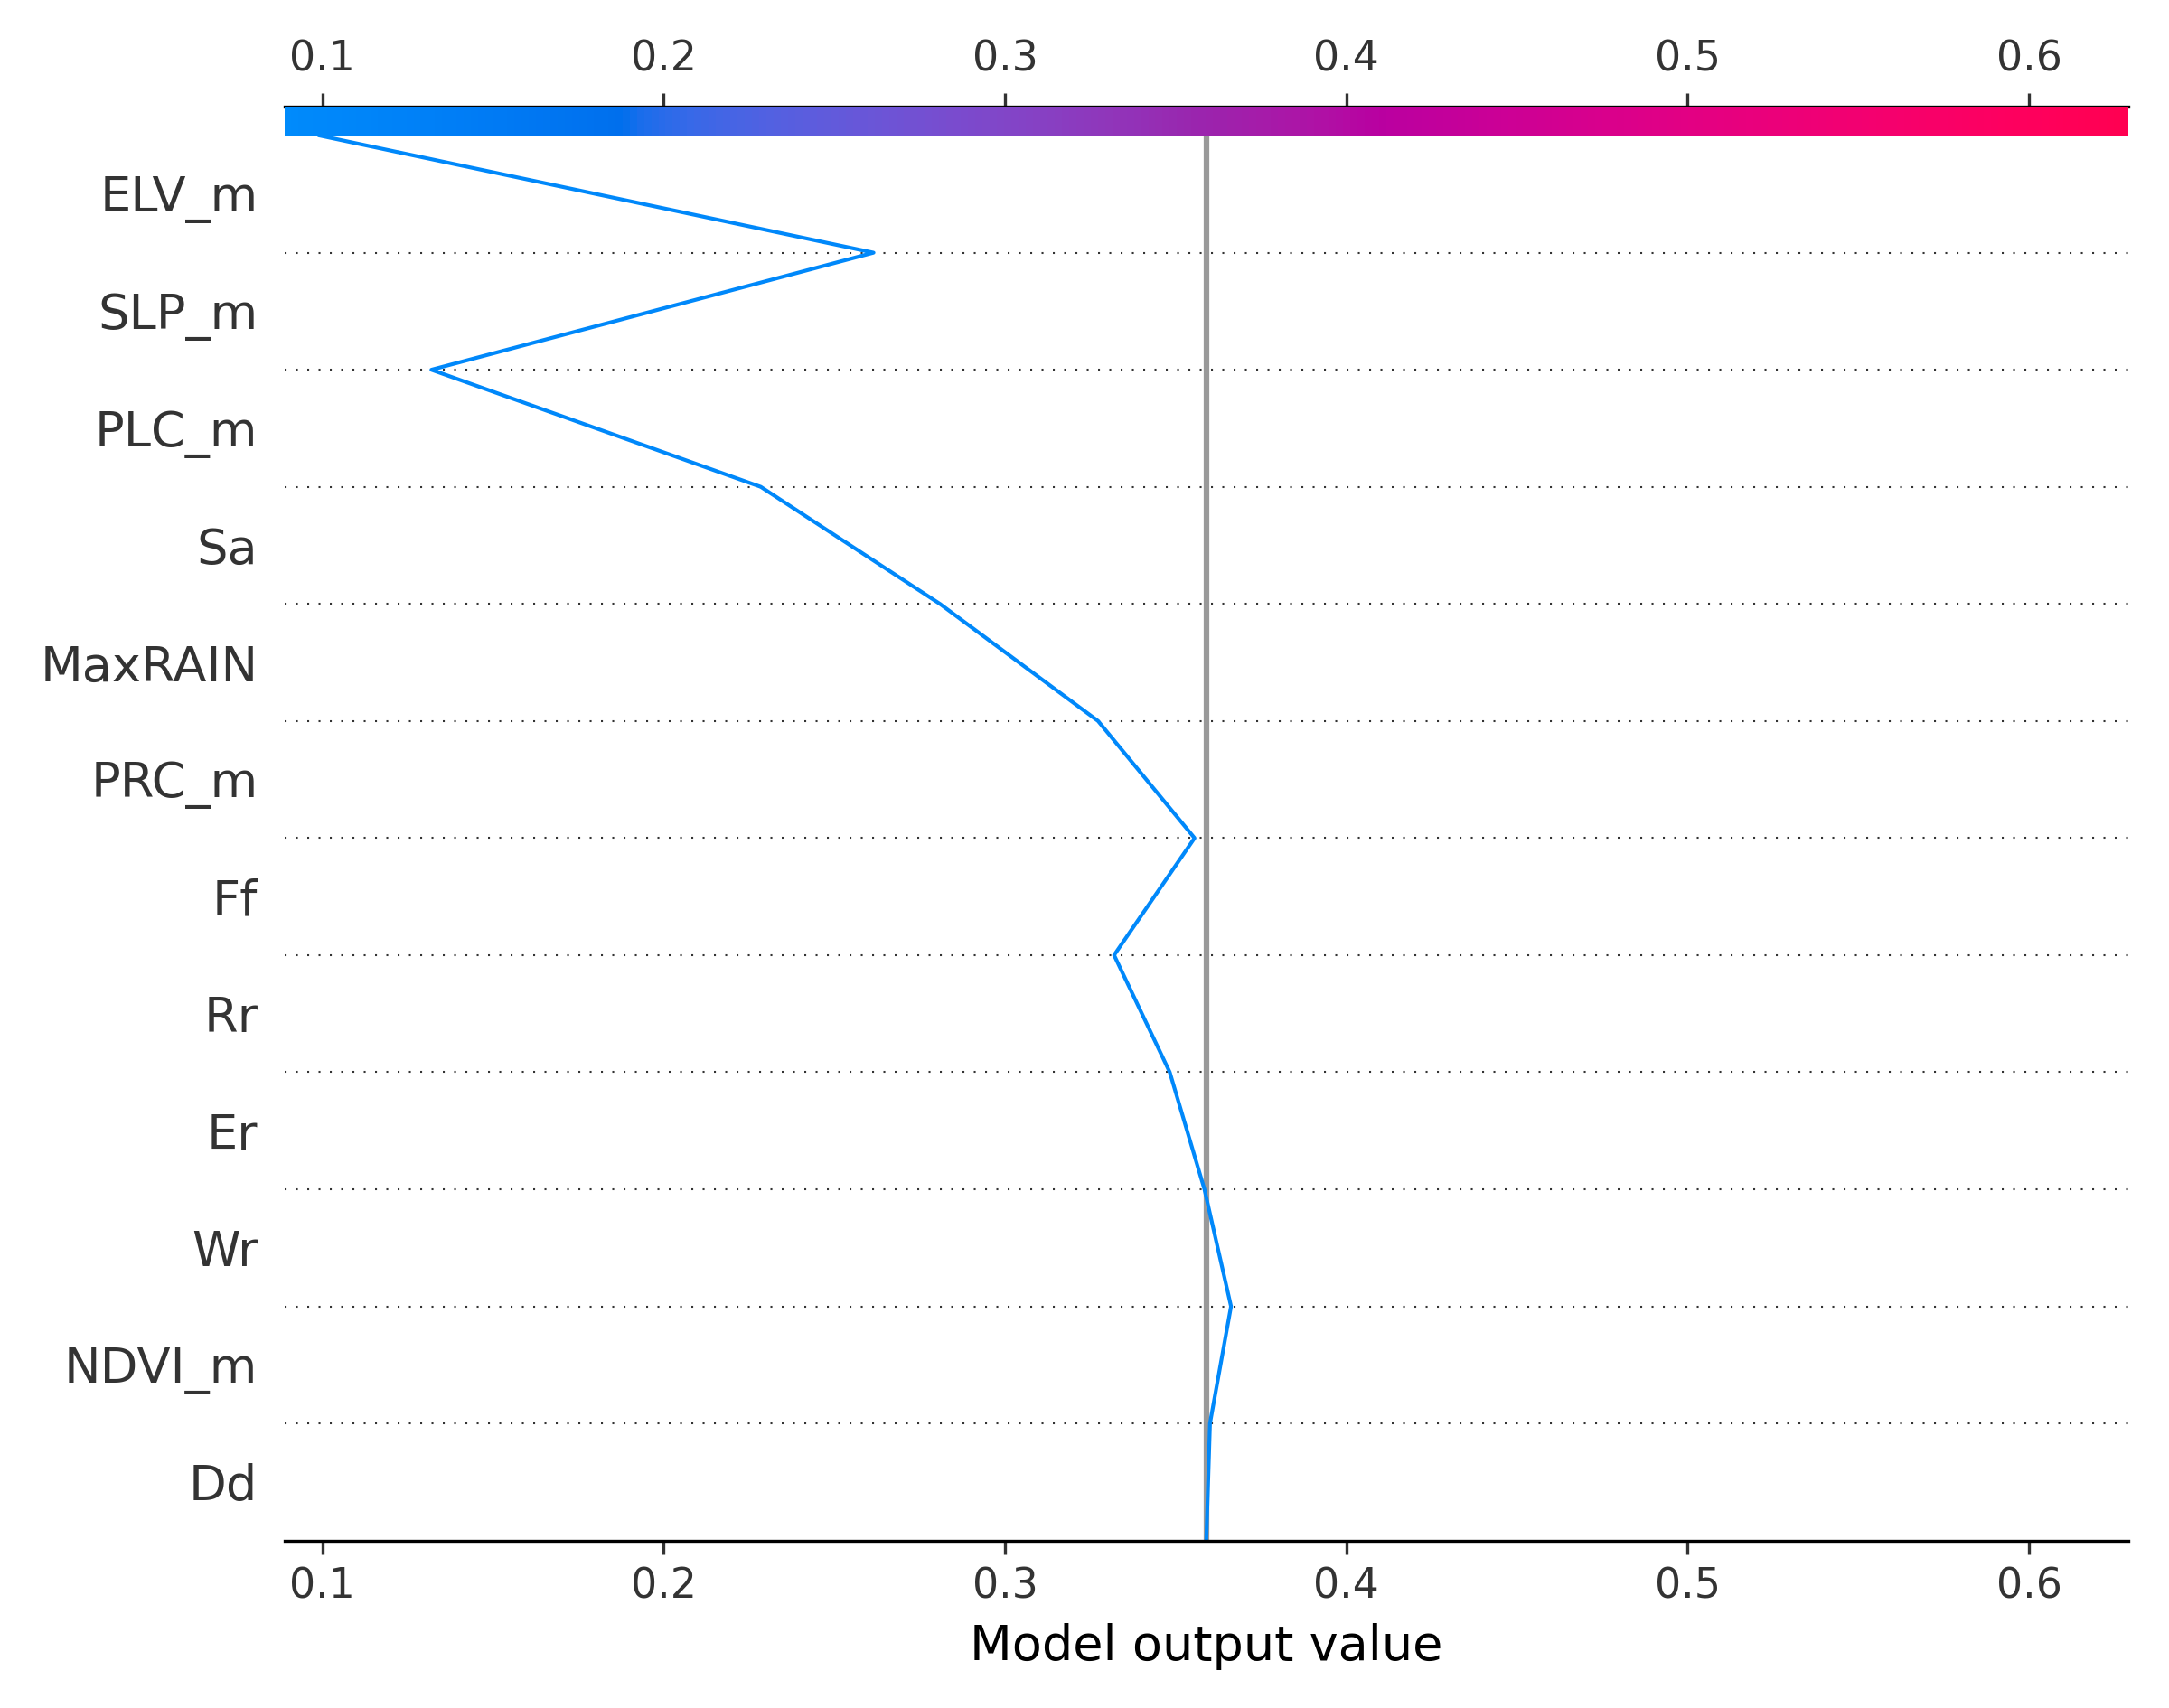 0.1 0.2 0.3 0.4 0.5 0.6
ELV_m
SLP_m
PLC_m
Sa
MaxRAIN
PRC_m
Ff
Rr
Er
Wr
NDVI_m
Dd
0.1 0.2 0.3 0.4 0.5 0.6
Model output value